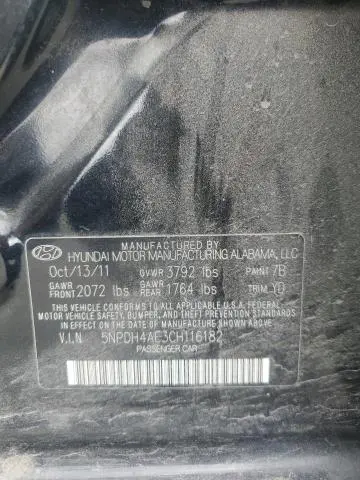 MANUFACTURED BY
HYUNDAI MOTOR MANUFACTURING ALABAMA, LLC
Oct/13/11 GVWR 3792 lbs PAINT 7B
GAWR FRONT 2072 lbs GAWR REAR 1764 lbs TRIM YD
THIS VEHICLE CONFORMS TO ALL APPLICABLE U.S.A. FEDERAL
MOTOR VEHICLE SAFETY, BUMPER, AND THEFT PREVENTION
STANDARDS IN EFFECT ON THE DATE OF MANUFACTURE SHOWN ABOVE.
V.I.N 5NPDH4AE3CH116182
PASSENGER CAR